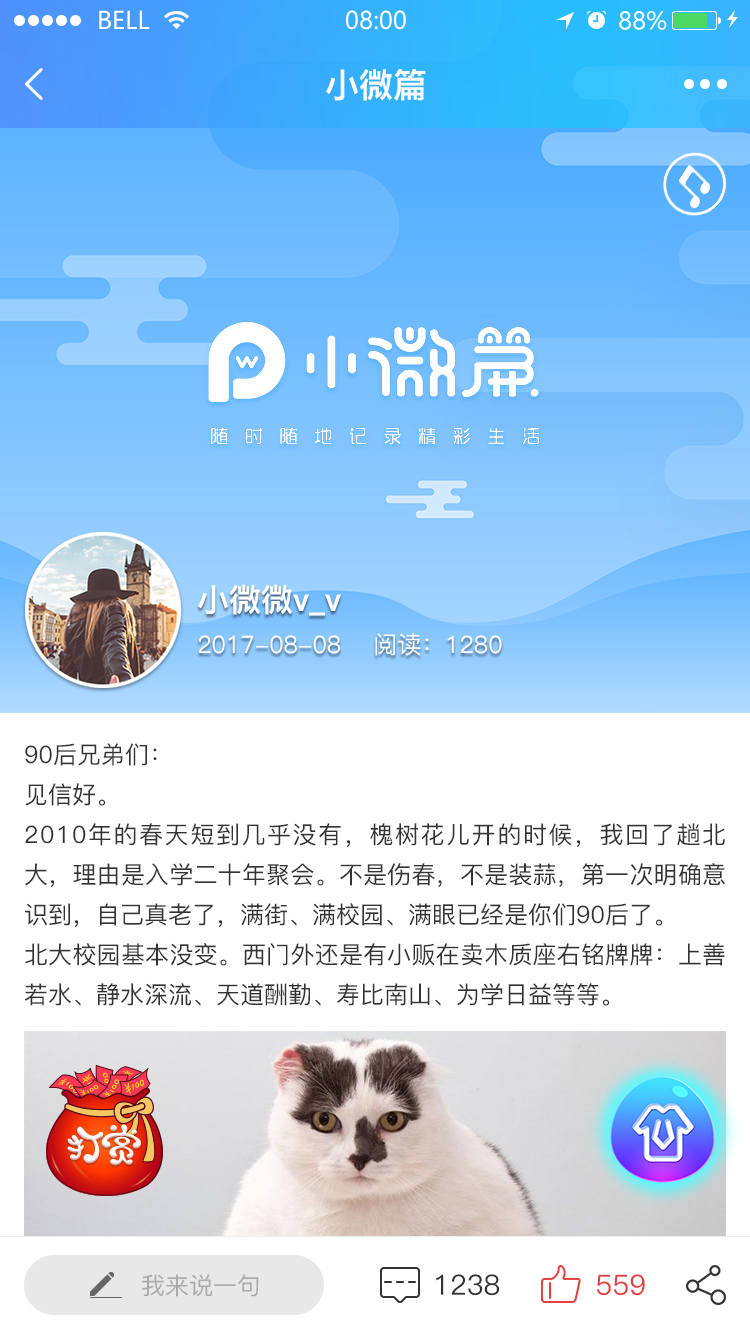 BELL 08:00 88%
小微篇
小微篇
随时随地记录精彩生活
小微微v_v
2017-08-08 阅读：1280
90后兄弟们：
见信好。
2010年的春天短到几乎没有，槐树花儿开的时候，我回了趟北
大，理由是入学二十年聚会。不是伤春，不是装蒜，第一次明确意
识到，自己真老了，满街、满校园、满眼已经是你们90后了。
北大校园基本没变。西门外还是有小贩在卖木质座右铭牌牌：上善
若水、静水深流、天道酬勤、寿比南山、为学日益等等。
¥100 ¥100 ¥100
打赏
我来说一句 1238 559